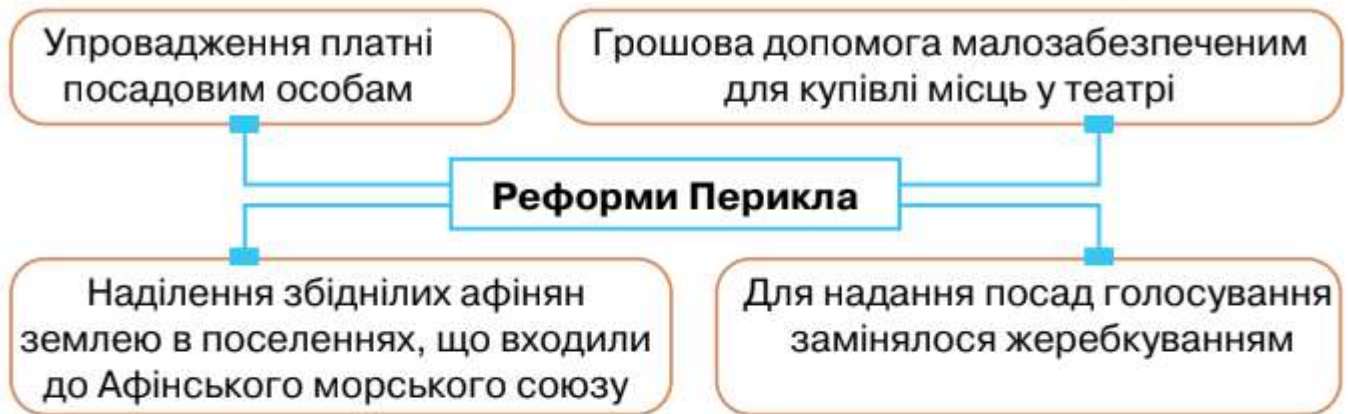 Упровадження платні
посадовим особам
Грошова допомога малозабезпеченим
для купівлі місць у театрі
Реформи Перикла
Наділення збіднілих афінян
землею в поселеннях, що входили
до Афінського морського союзу
Для надання посад голосування
замінялося жеребкуванням